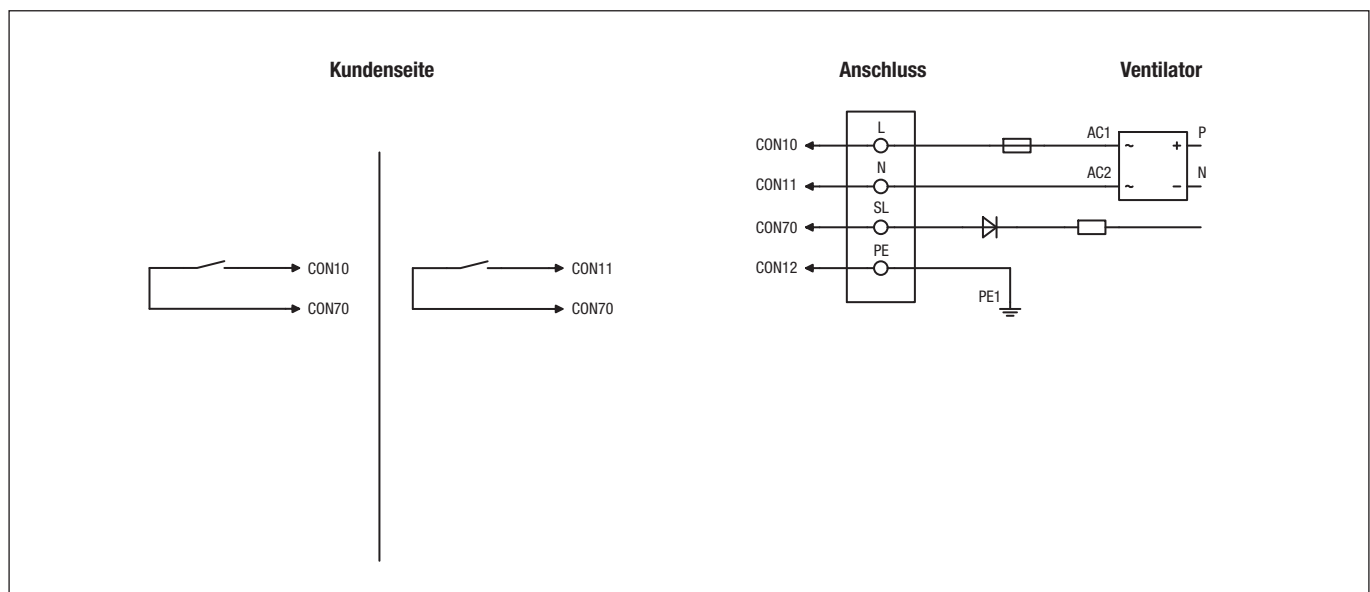 Kundenseite
Anschluss
Ventilator
CON10
CON70
CON11
CON70
L
CON10
AC1
~
+
P
N
CON11
AC2
~
–
N
SL
CON70
PE
CON12
PE1